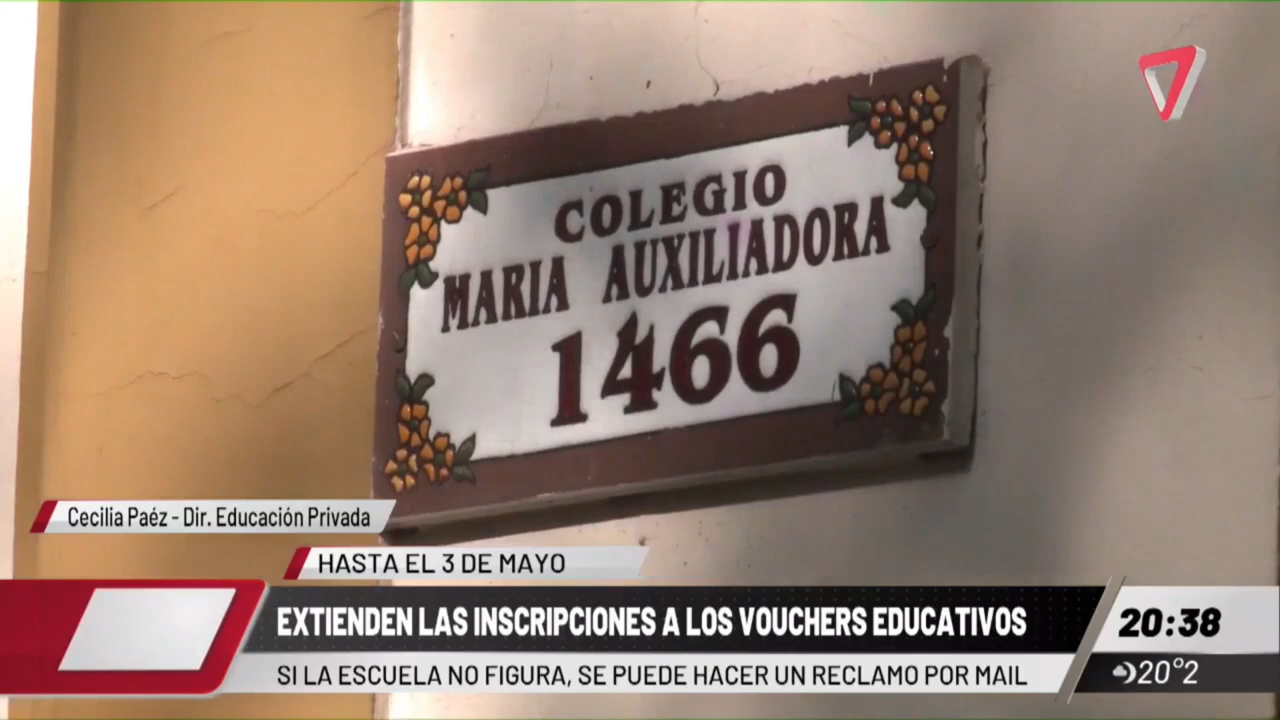 COLEGIO
MARIA AUXILIADORA
1466
Cecilia Paéz - Dir. Educación Privada
HASTA EL 3 DE MAYO
EXTIENDEN LAS INSCRIPCIONES A LOS VOUCHERS EDUCATIVOS
20:38
SI LA ESCUELA NO FIGURA, SE PUEDE HACER UN RECLAMO POR MAIL
20°2